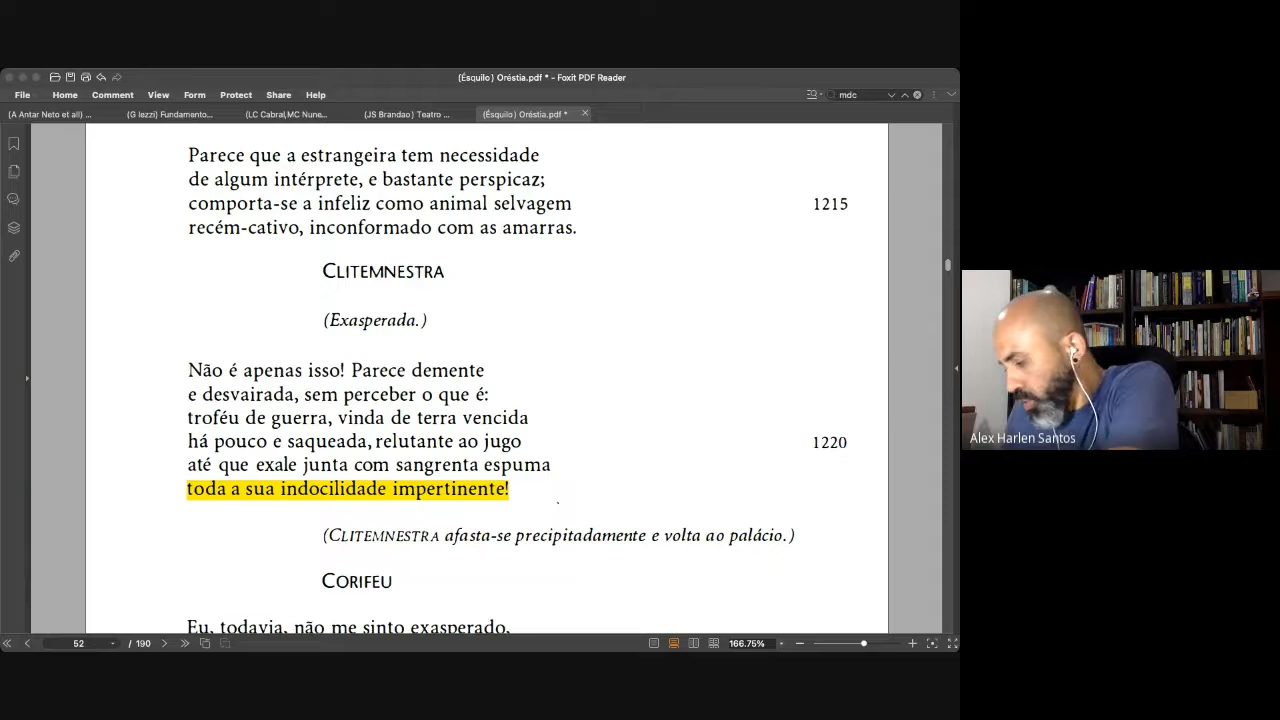 (Ésquilo) Oréstia.pdf * - Foxit PDF Reader
File Home Comment View Form Protect Share Help
mdc
(A Antar Neto et all) ...
(G Iezzi) Fundamento...
(LC Cabral,MC Nune...
(JS Brandao) Teatro ...
(Ésquilo) Oréstia.pdf *
Parece que a estrangeira tem necessidade
de algum intérprete, e bastante perspicaz;
comporta-se a infeliz como animal selvagem 1215
recém-cativo, inconformado com as amarras.
CLITEMNESTRA
(Exasperada.)
Não é apenas isso! Parece demente
e desvairada, sem perceber o que é:
troféu de guerra, vinda de terra vencida
há pouco e saqueada, relutante ao jugo 1220
até que exale junta com sangrenta espuma
toda a sua indocilidade impertinente!
(CLITEMNESTRA afasta-se precipitadamente e volta ao palácio.)
CORIFEU
Eu, todavia, não me sinto exasperado,
52 / 190
166.75%
Alex Harlen Santos